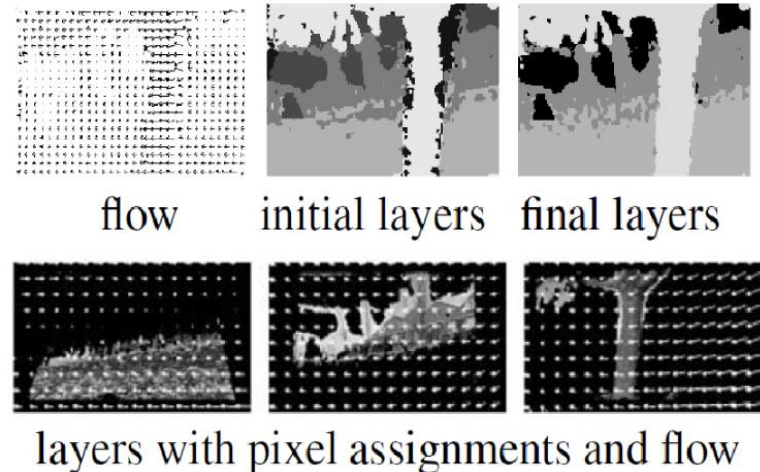 flow
initial layers
final layers
layers with pixel assignments and flow